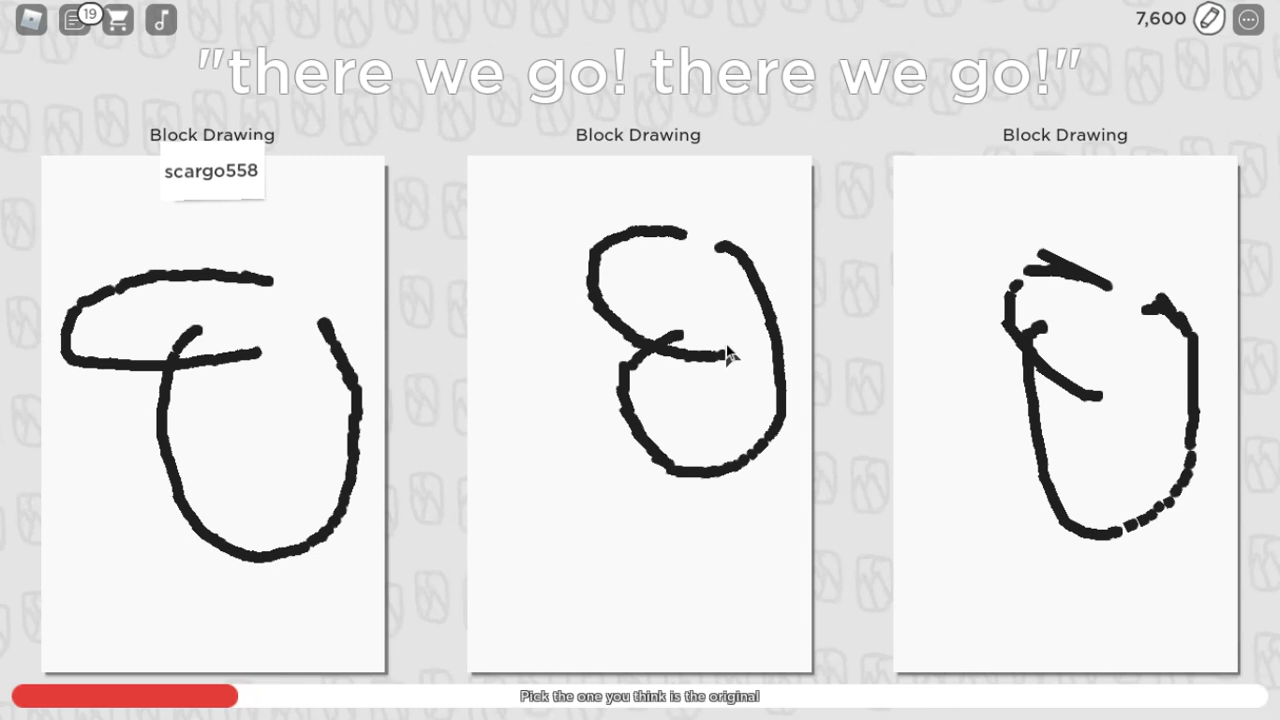 19
7,600
"there we go! there we go!"
Block Drawing
Block Drawing
Block Drawing
scargo558
Pick the one you think is the original